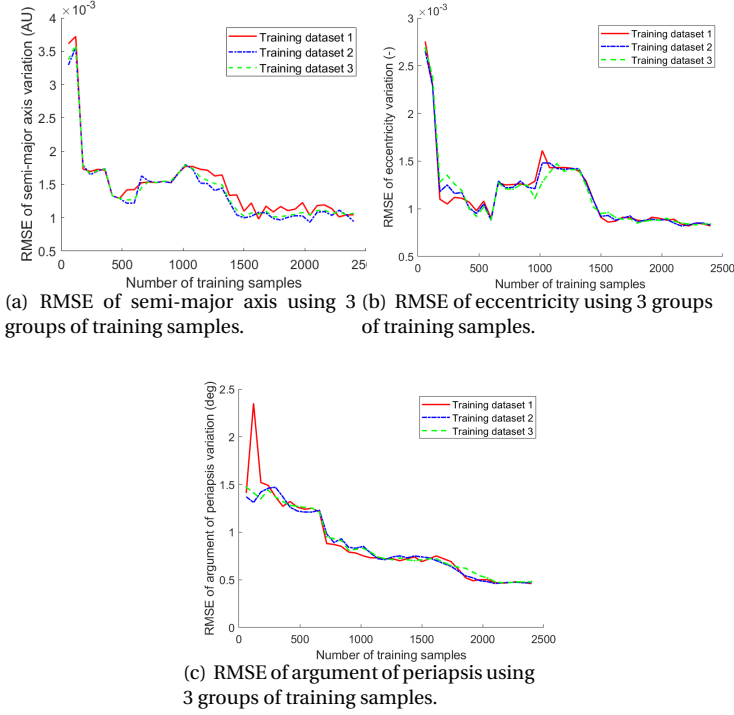 ×10⁻³
4
3.5
3
2.5
2
1.5
1
0.5
0
500
1000
1500
2000
RMSE of semi-major axis variation (AU)
Number of training samples
Training dataset 1
Training dataset 2
Training dataset 3
(a) RMSE of semi-major axis using 3
groups of training samples.
×10⁻³
3
2.5
2
1.5
1
0.5
0
500
1000
1500
2000
2500
RMSE of eccentricity variation (-)
Number of training samples
Training dataset 1
Training dataset 2
Training dataset 3
(b) RMSE of eccentricity using 3 groups
of training samples.
2.5
2
1.5
1
0.5
0
0
500
1000
1500
2000
2500
RMSE of argument of periapsis variation (deg)
Number of training samples
Training dataset 1
Training dataset 2
Training dataset 3
(c) RMSE of argument of periapsis using
3 groups of training samples.